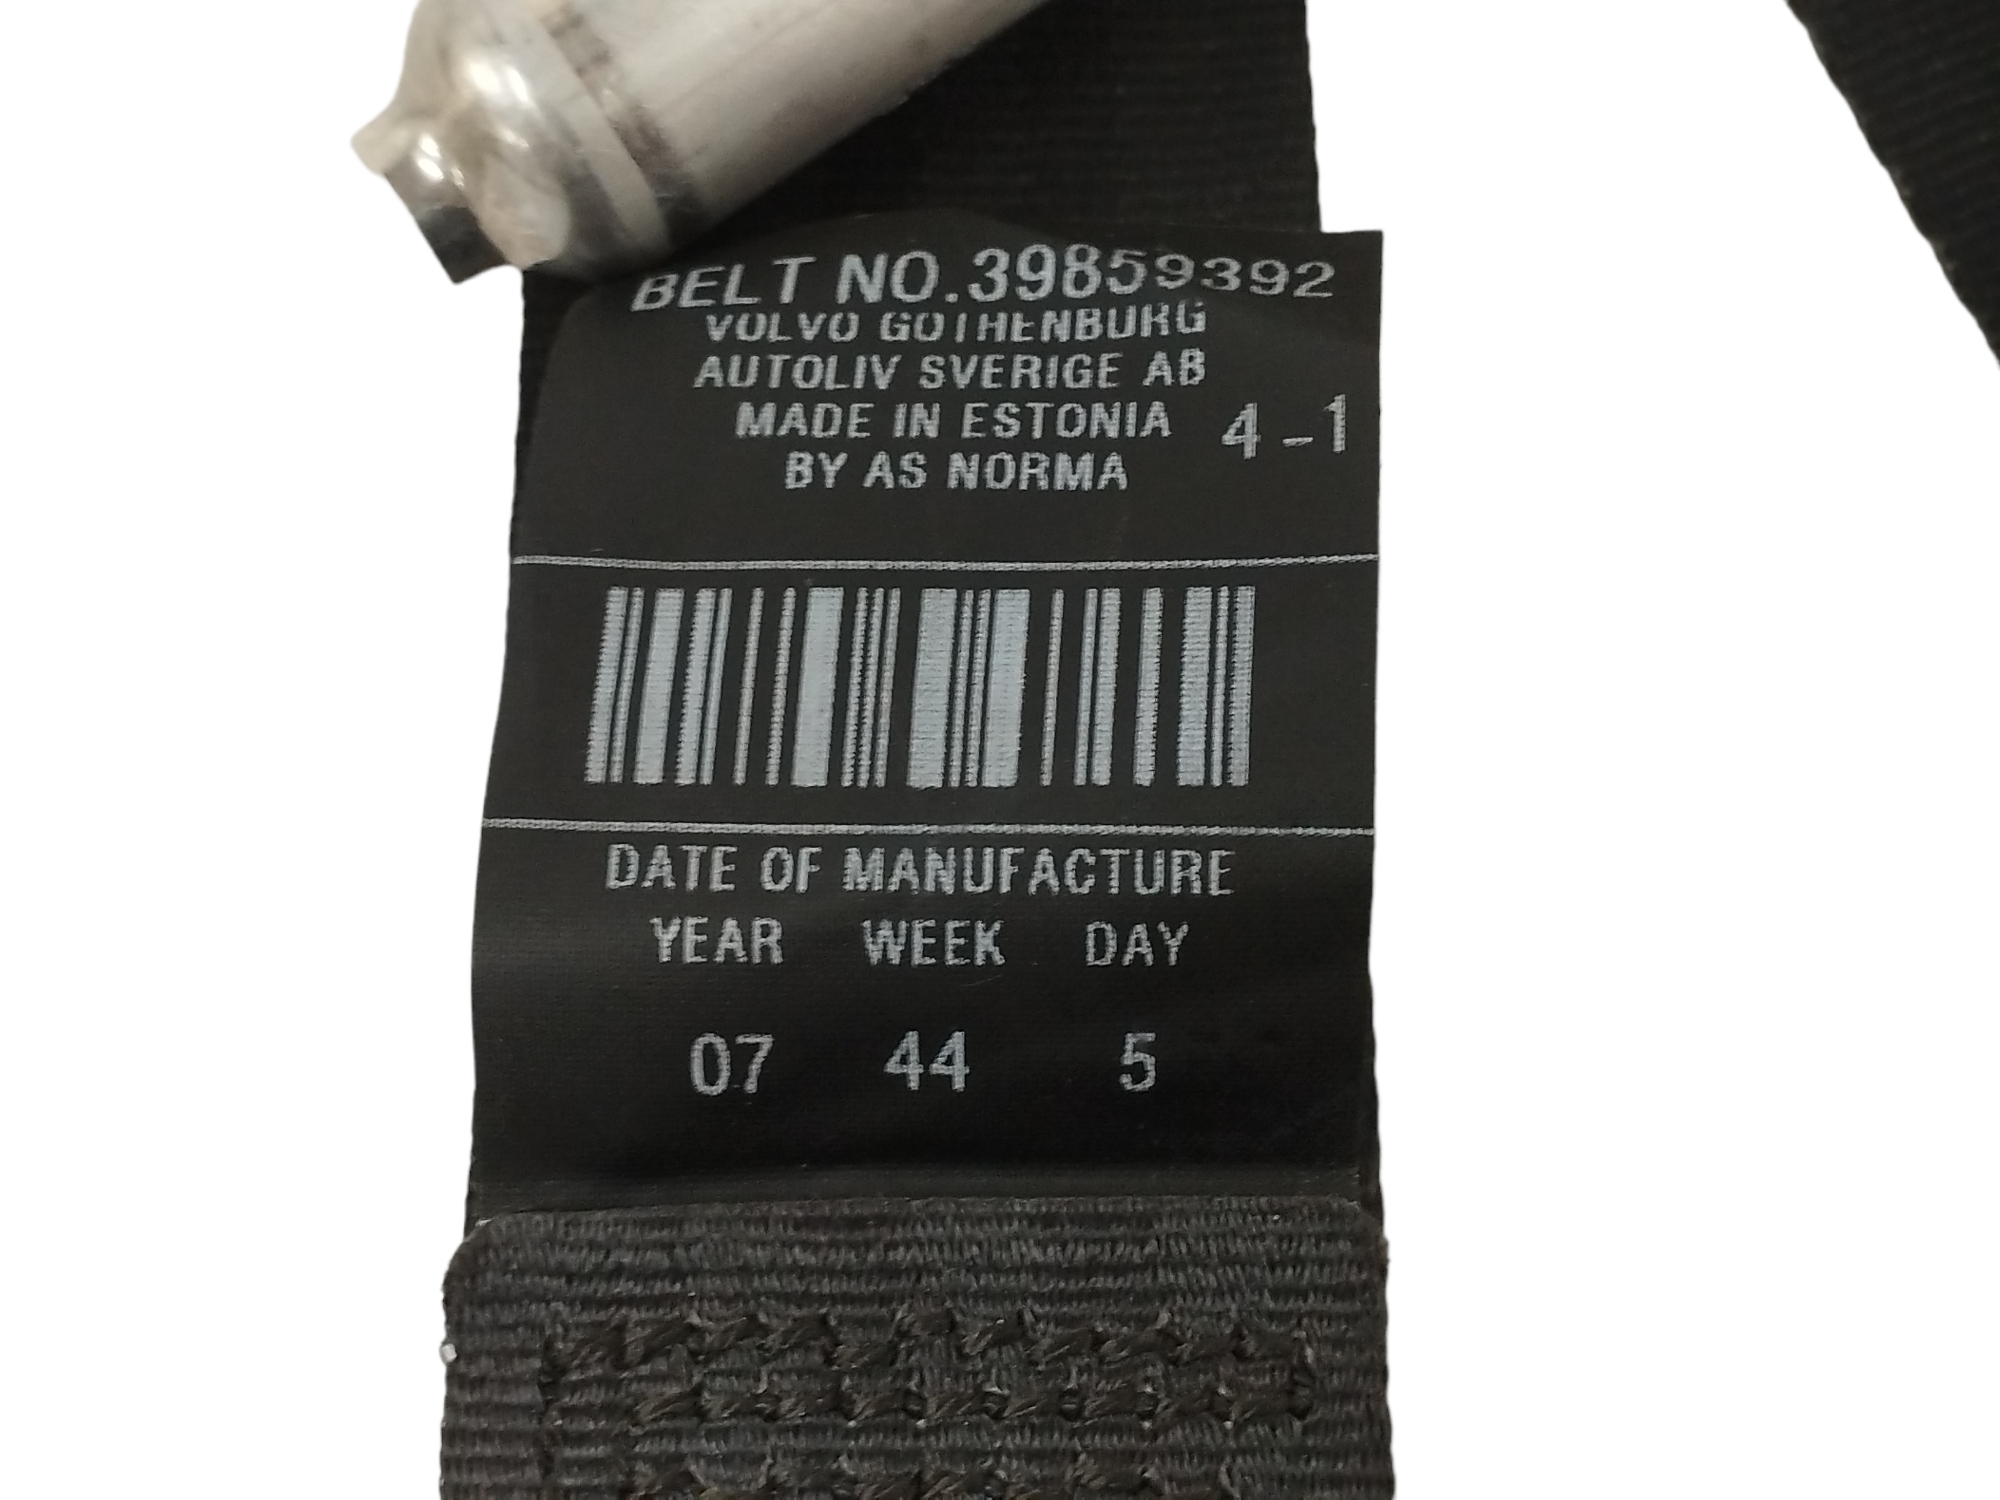 BELT NO.39859392
VOLVO GOTHENBURG
AUTOLIV SVERIGE AB
MADE IN ESTONIA 4-1
BY AS NORMA
DATE OF MANUFACTURE
YEAR WEEK DAY
07 44 5